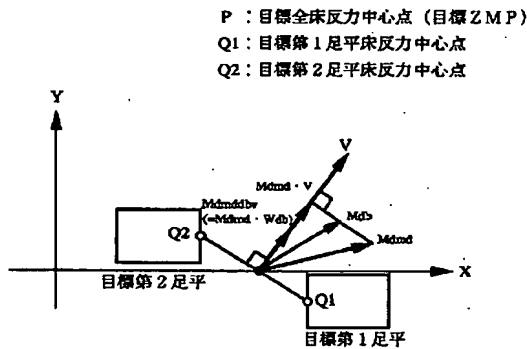 P：目標全床反力中心点（目標ZMP）
Q1：目標第1足平床反力中心点
Q2：目標第2足平床反力中心点
Y
V
Mdmd・V
Mdmddbv
(=Mdmd・Wdb)
Mdb
Q2
Mdmd
X
目標第2足平
Q1
目標第1足平